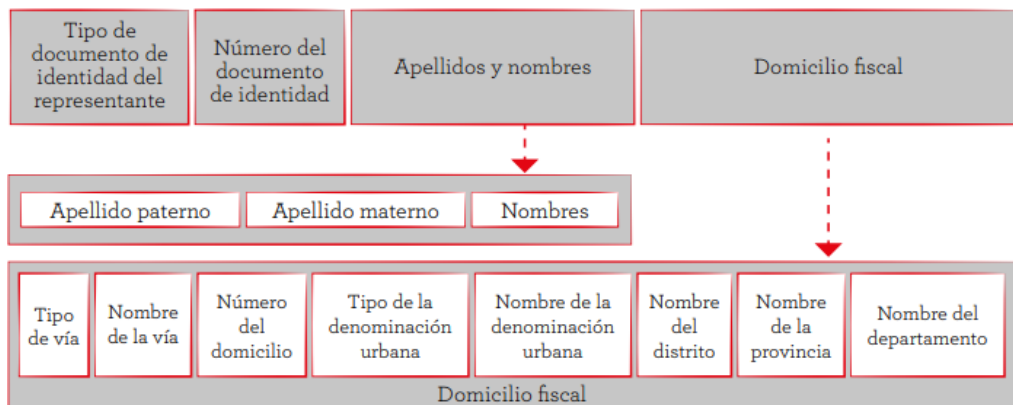 Tipo de
documento de
identidad del
representante
Número del
documento
de identidad
Apellidos y nombres
Domicilio fiscal
Apellido paterno
Apellido materno
Nombres
Tipo
de vía
Nombre
de la vía
Número
del
domicilio
Tipo de la
denominación
urbana
Nombre de la
denominación
urbana
Nombre
del
distrito
Nombre
de la
provincia
Nombre del
departamento
Domicilio fiscal